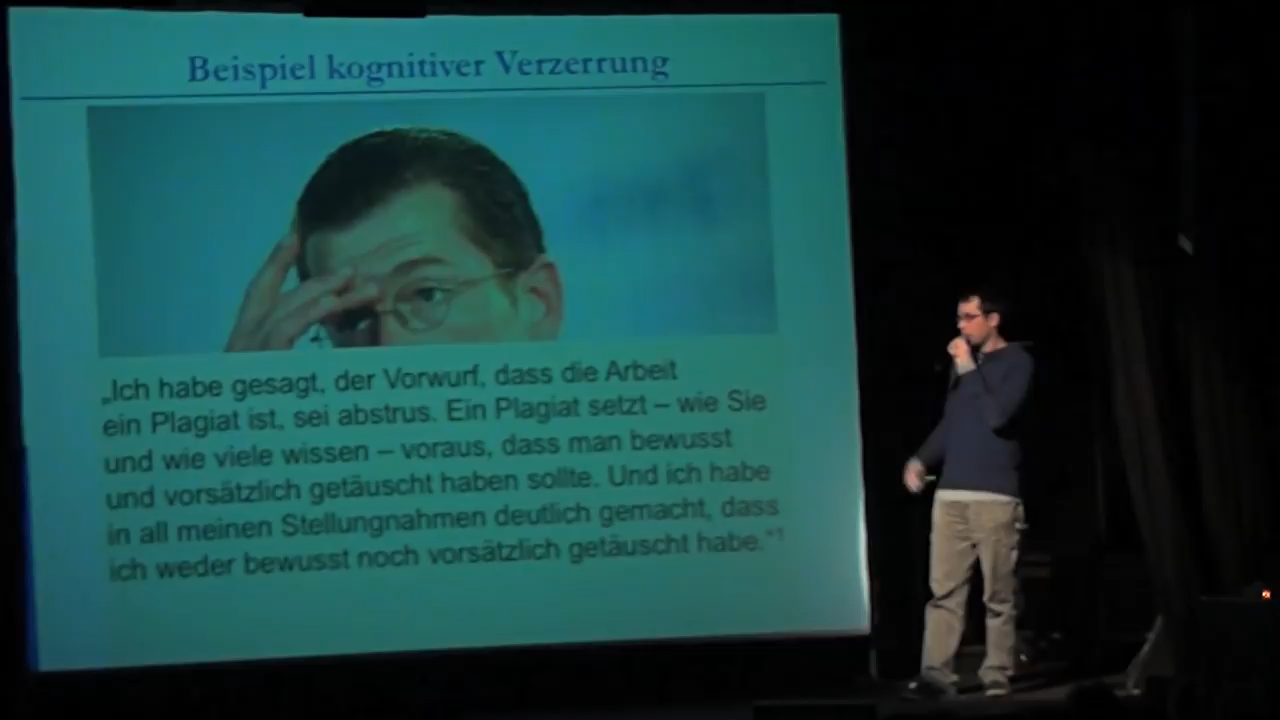 Beispiel kognitiver Verzerrung
„Ich habe gesagt, der Vorwurf, dass die Arbeit
ein Plagiat ist, sei abstrus. Ein Plagiat setzt – wie Sie
und wie viele wissen – voraus, dass man bewusst
und vorsätzlich getäuscht haben sollte. Und ich habe
in all meinen Stellungnahmen deutlich gemacht, dass
ich weder bewusst noch vorsätzlich getäuscht habe.“¹